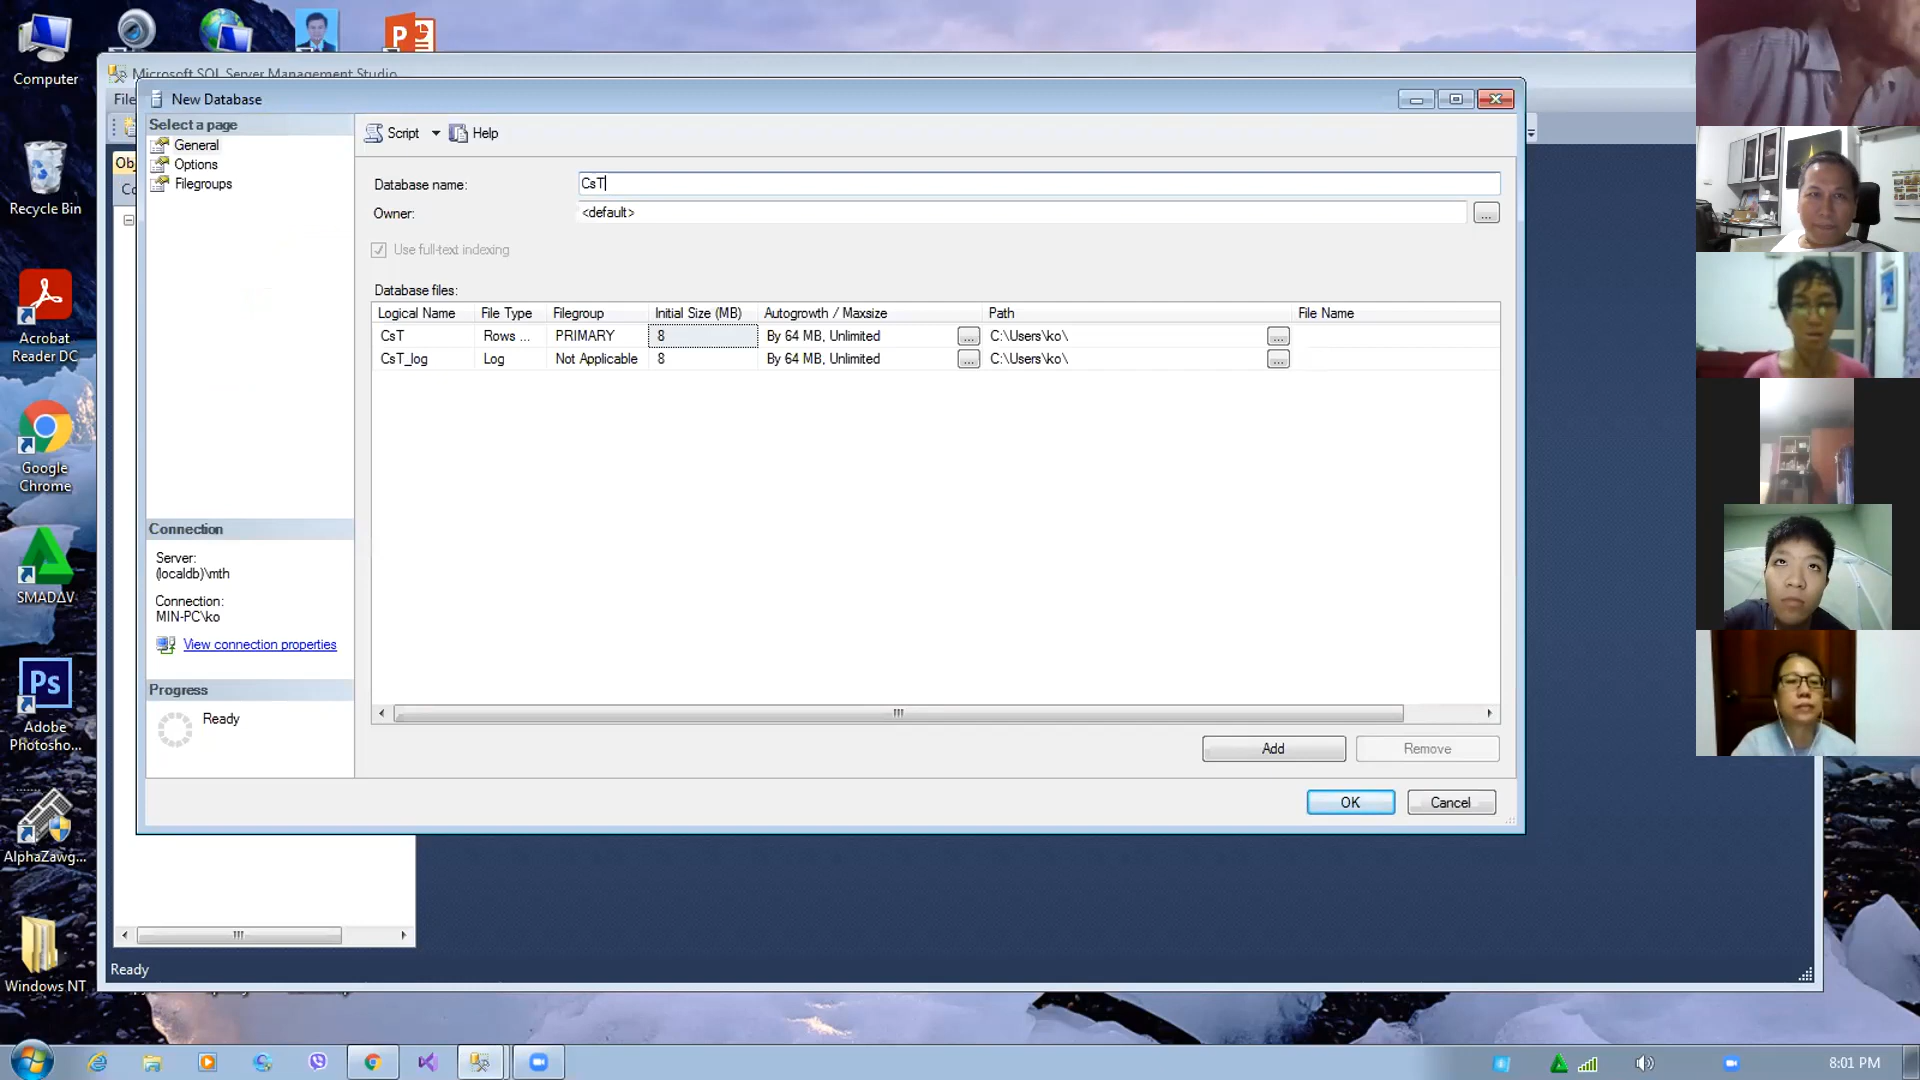 Computer
Microsoft SQL Server Management Studio
File
New Database
Select a page
General
Options
Filegroups
Script
Help
Database name:
CsT
Owner:
<default>
...
Use full-text indexing
Database files:
Logical Name File Type Filegroup Initial Size (MB) Autogrowth / Maxsize Path File Name
CsT Rows ... PRIMARY 8 By 64 MB, Unlimited ... C:\Users\ko\ ...
CsT_log Log Not Applicable 8 By 64 MB, Unlimited ... C:\Users\ko\ ...
Connection
Server:
(localdb)\mth
Connection:
MIN-PC\ko
View connection properties
Progress
Ready
Add
Remove
OK
Cancel
Obj
Co
Ready
Recycle Bin
Acrobat
Reader DC
Google
Chrome
SMADΔV
Ps
Adobe
Photosho...
AlphaZawg...
Windows NT
P
8:01 PM